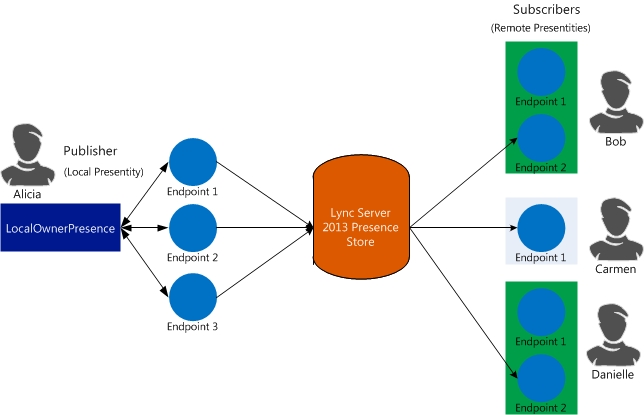 Subscribers
(Remote Presentities)
Endpoint 1
Bob
Endpoint 2
Publisher
(Local Presentity)
Alicia
Endpoint 1
LocalOwnerPresence
Endpoint 2
Endpoint 3
Lync Server
2013 Presence
Store
Endpoint 1
Carmen
Endpoint 1
Danielle
Endpoint 2